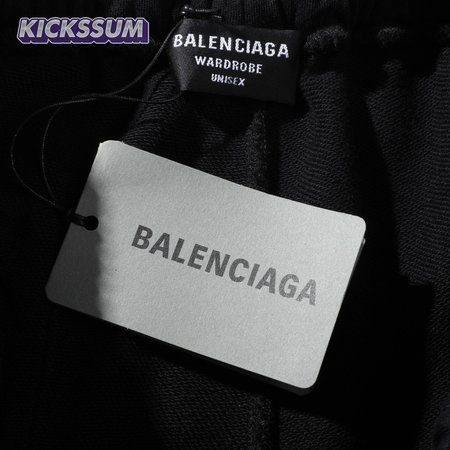 KICKSSUM
BALENCIAGA
WARDROBE
UNISEX
BALENCIAGA